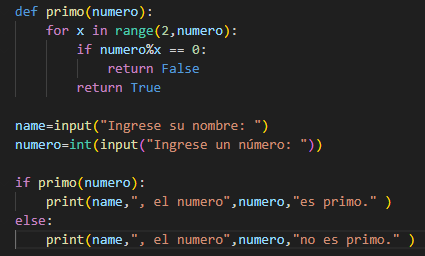 def primo(numero):
    for x in range(2,numero):
        if numero%x == 0:
            return False
        return True

name=input("Ingrese su nombre: ")
numero=int(input("Ingrese un número: "))

if primo(numero):
    print(name,", el numero",numero,"es primo." )
else:
    print(name,", el numero",numero,"no es primo." )